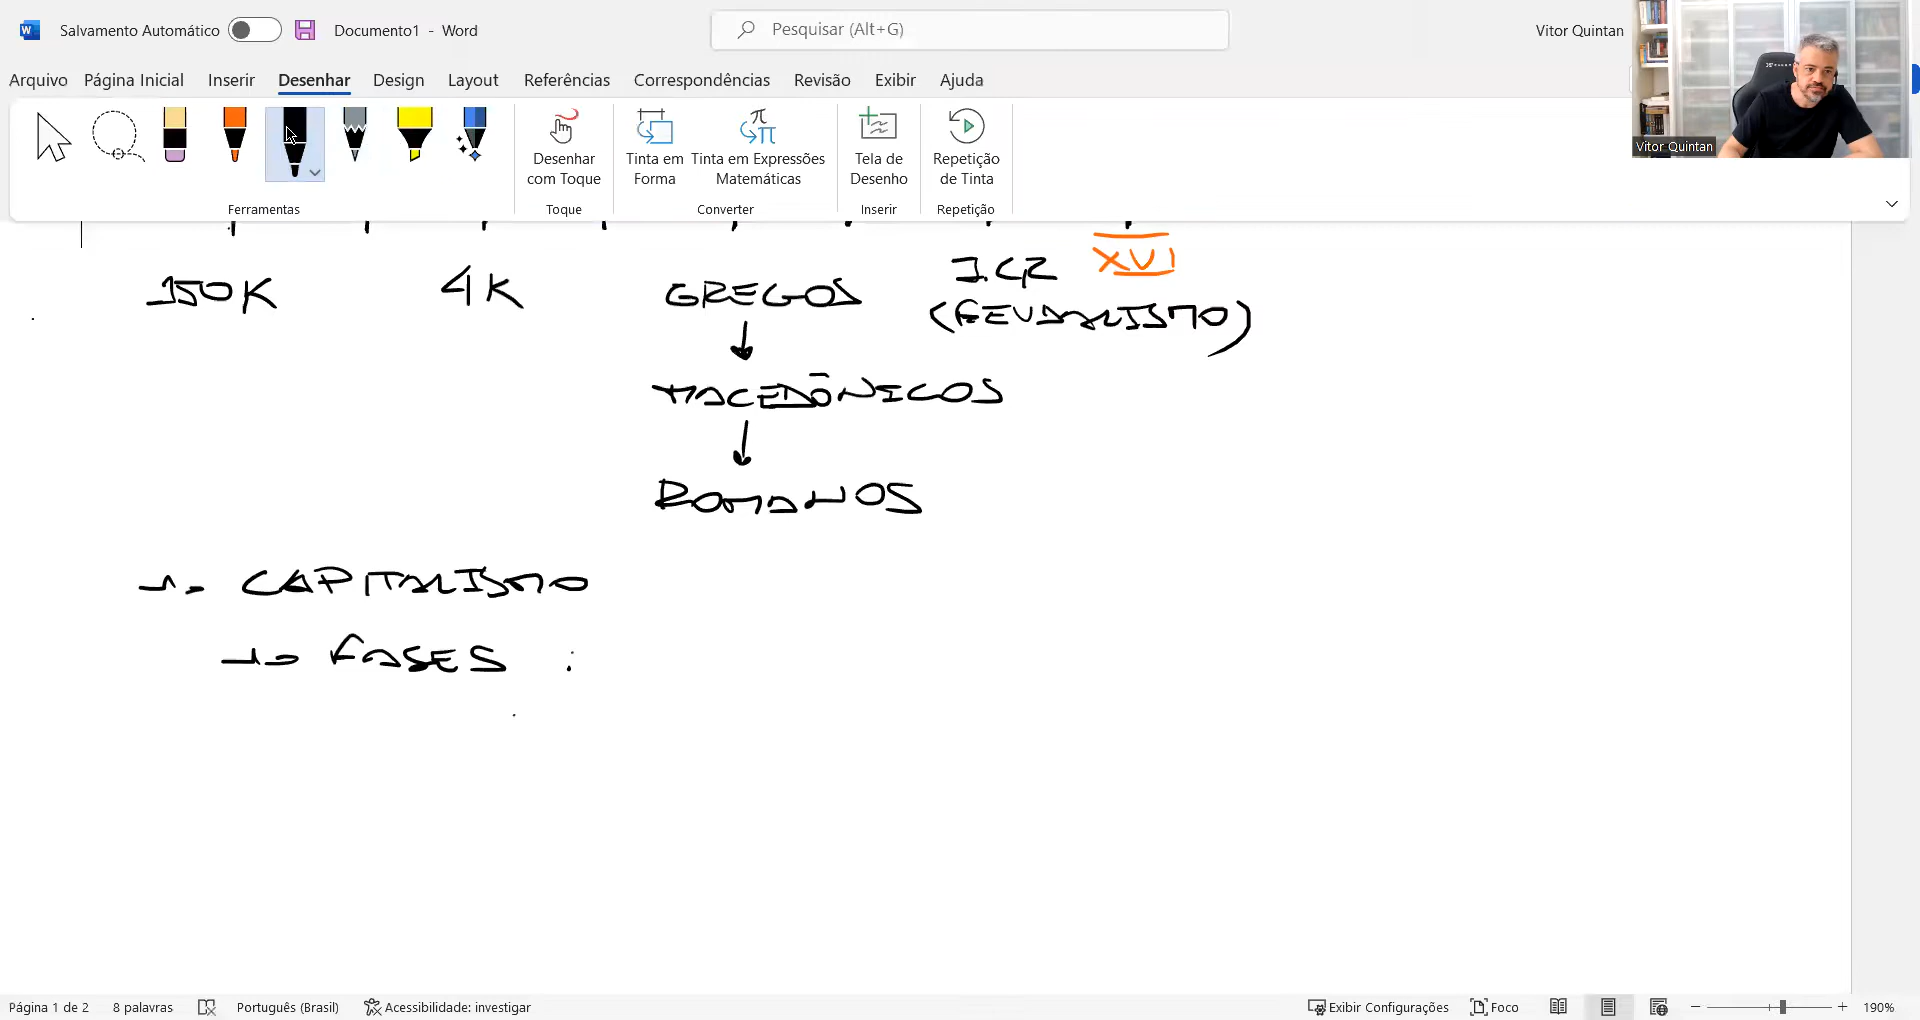 Salvamento Automático
Documento1 - Word
Pesquisar (Alt+G)
Vitor Quintan
Arquivo Página Inicial Inserir Desenhar Design Layout Referências Correspondências Revisão Exibir Ajuda
Desenhar com Toque
Tinta em Forma
Tinta em Expressões Matemáticas
Tela de Desenho
Repetição de Tinta
Ferramentas Toque Converter Inserir Repetição
Vitor Quintan
XVI
150K 4K GREGOS I.C.R
(FEUDALISMO)
MACEDÔNICOS
ROMANOS
CAPITALISMO
FASES :
Página 1 de 2 8 palavras Português (Brasil) Acessibilidade: investigar Exibir Configurações Foco 190%